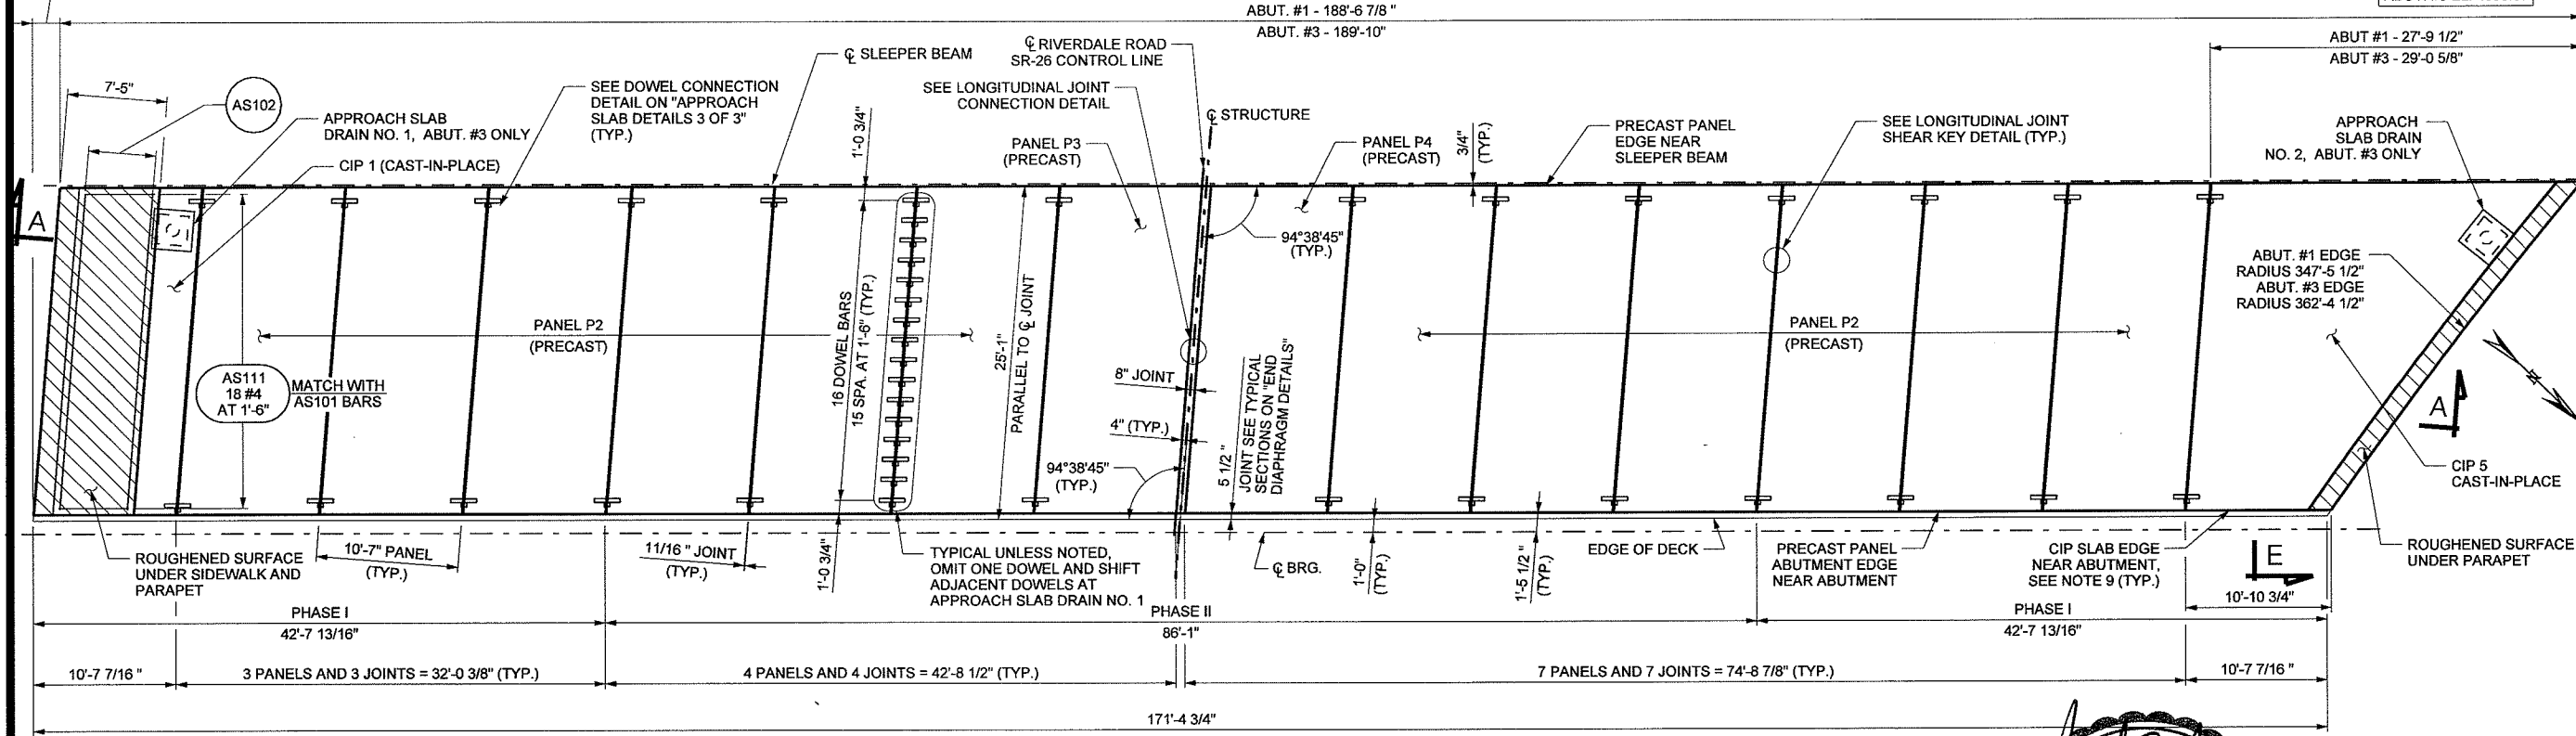 ABUT. #1 - 188'-6 7/8 "
ABUT. #3 - 189'-10"
ABUT #1 - 27'-9 1/2"
ABUT #3 - 29'-0 5/8"
7'-5"
AS102
APPROACH SLAB
DRAIN NO. 1, ABUT. #3 ONLY
CIP 1 (CAST-IN-PLACE)
SEE DOWEL CONNECTION
DETAIL ON "APPROACH
SLAB DETAILS 3 OF 3"
(TYP.)
℄ SLEEPER BEAM
1'-0 3/4"
℄ RIVERDALE ROAD
SR-26 CONTROL LINE
SEE LONGITUDINAL JOINT
CONNECTION DETAIL
℄ STRUCTURE
PANEL P3
(PRECAST)
PANEL P4
(PRECAST)
3/4"
(TYP.)
PRECAST PANEL
EDGE NEAR
SLEEPER BEAM
SEE LONGITUDINAL JOINT
SHEAR KEY DETAIL (TYP.)
APPROACH
SLAB DRAIN
NO. 2, ABUT. #3 ONLY
A
94°38'45"
(TYP.)
ABUT. #1 EDGE
RADIUS 347'-5 1/2"
ABUT. #3 EDGE
RADIUS 362'-4 1/2"
PANEL P2
(PRECAST)
16 DOWEL BARS
15 SPA. AT 1'-6" (TYP.)
25'-1"
PARALLEL TO ℄ JOINT
PANEL P2
(PRECAST)
N
AS111
18 #4
AT 1'-6"
MATCH WITH
AS101 BARS
8" JOINT
4" (TYP.)
94°38'45"
(TYP.)
5 1/2"
JOINT SEE TYPICAL
SECTIONS ON "END
DIAPHRAGM DETAILS"
A
CIP 5
CAST-IN-PLACE
ROUGHENED SURFACE
UNDER SIDEWALK AND
PARAPET
10'-7" PANEL
(TYP.)
11/16 " JOINT
(TYP.)
1'-0 3/4"
TYPICAL UNLESS NOTED,
OMIT ONE DOWEL AND SHIFT
ADJACENT DOWELS AT
APPROACH SLAB DRAIN NO. 1
℄ BRG.
1'-0"
(TYP.)
1'-5 1/2 "
(TYP.)
EDGE OF DECK
PRECAST PANEL
ABUTMENT EDGE
NEAR ABUTMENT
CIP SLAB EDGE
NEAR ABUTMENT,
SEE NOTE 9 (TYP.)
E
ROUGHENED SURFACE
UNDER PARAPET
10'-10 3/4"
PHASE I
42'-7 13/16"
PHASE II
86'-1"
PHASE I
42'-7 13/16"
10'-7 7/16 "
3 PANELS AND 3 JOINTS = 32'-0 3/8" (TYP.)
4 PANELS AND 4 JOINTS = 42'-8 1/2" (TYP.)
7 PANELS AND 7 JOINTS = 74'-8 7/8" (TYP.)
10'-7 7/16 "
171'-4 3/4"